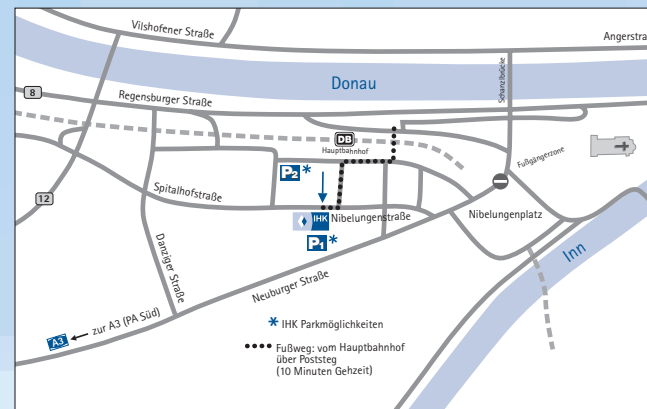 Vilshofener Straße
Angerstra
Donau
Schanzlbrücke
8
Regensburger Straße
DB
Hauptbahnhof
Fußgängerzone
P2*
Spitalhofstraße
12
IHK
Nibelungenstraße
Nibelungenplatz
P1*
Danziger Straße
Inn
Neuburger Straße
A3
zur A3 (PA Süd)
* IHK Parkmöglichkeiten
Fußweg: vom Hauptbahnhof
über Poststeg
(10 Minuten Gehzeit)